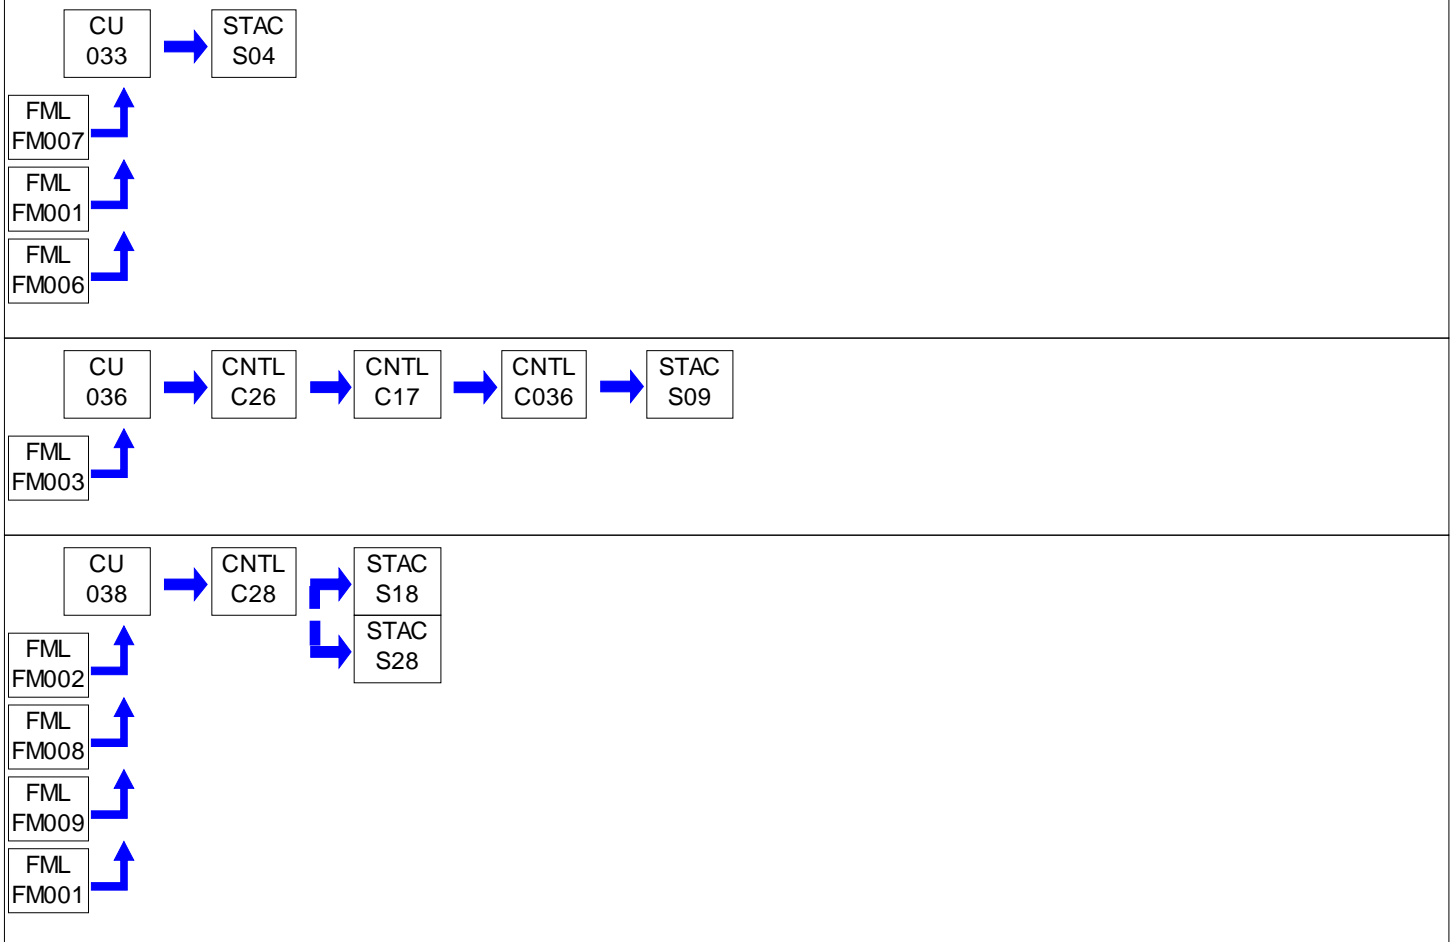 CU
033
STAC
S04
FML
FM007
FML
FM001
FML
FM006
CU
036
CNTL
C26
CNTL
C17
CNTL
C036
STAC
S09
FML
FM003
CU
038
CNTL
C28
STAC
S18
STAC
S28
FML
FM002
FML
FM008
FML
FM009
FML
FM001